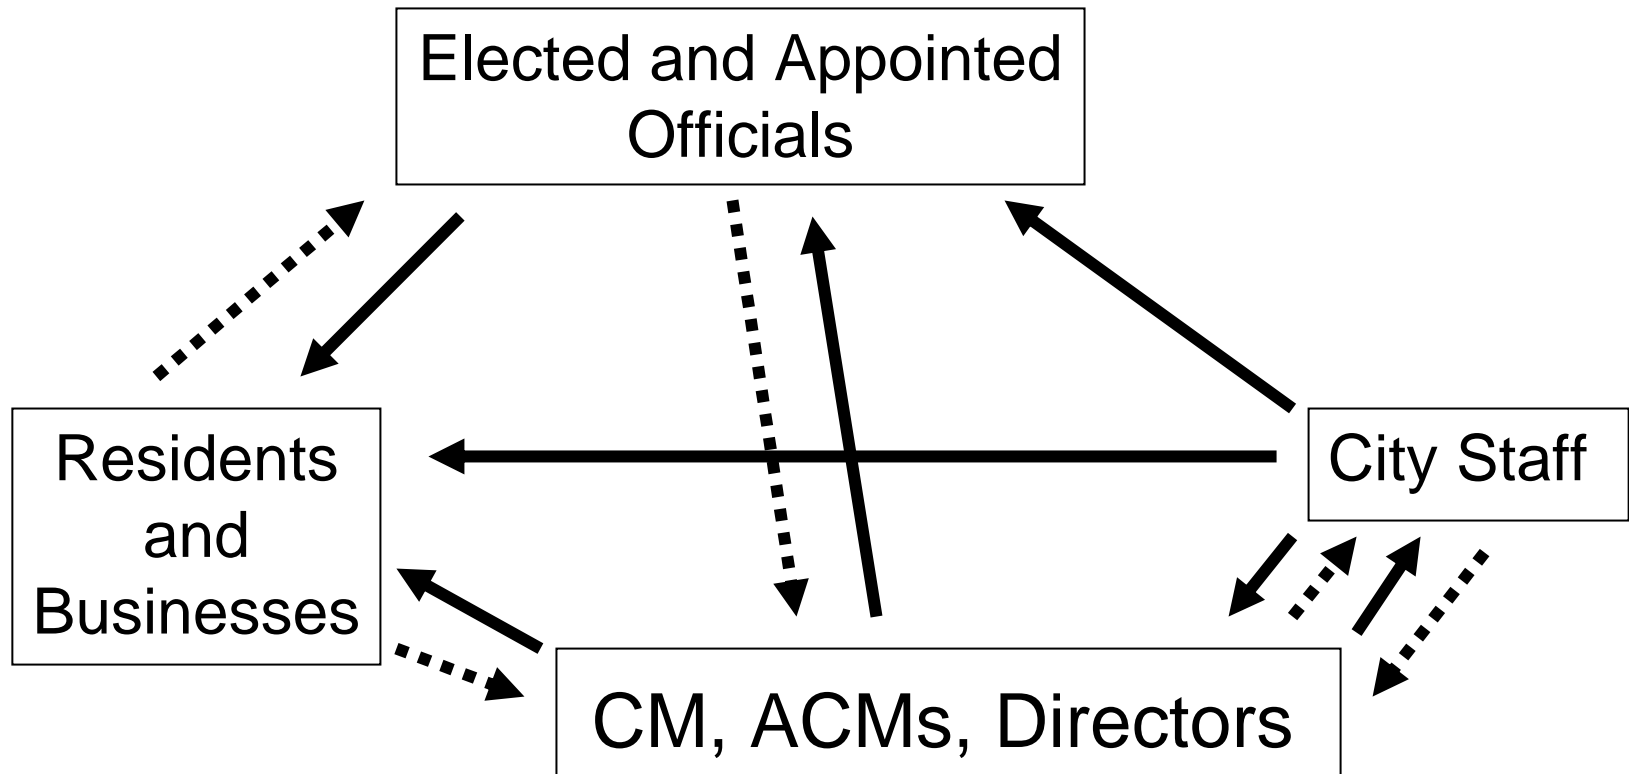 Elected and Appointed
Officials
Residents
and
Businesses
City Staff
CM, ACMs, Directors